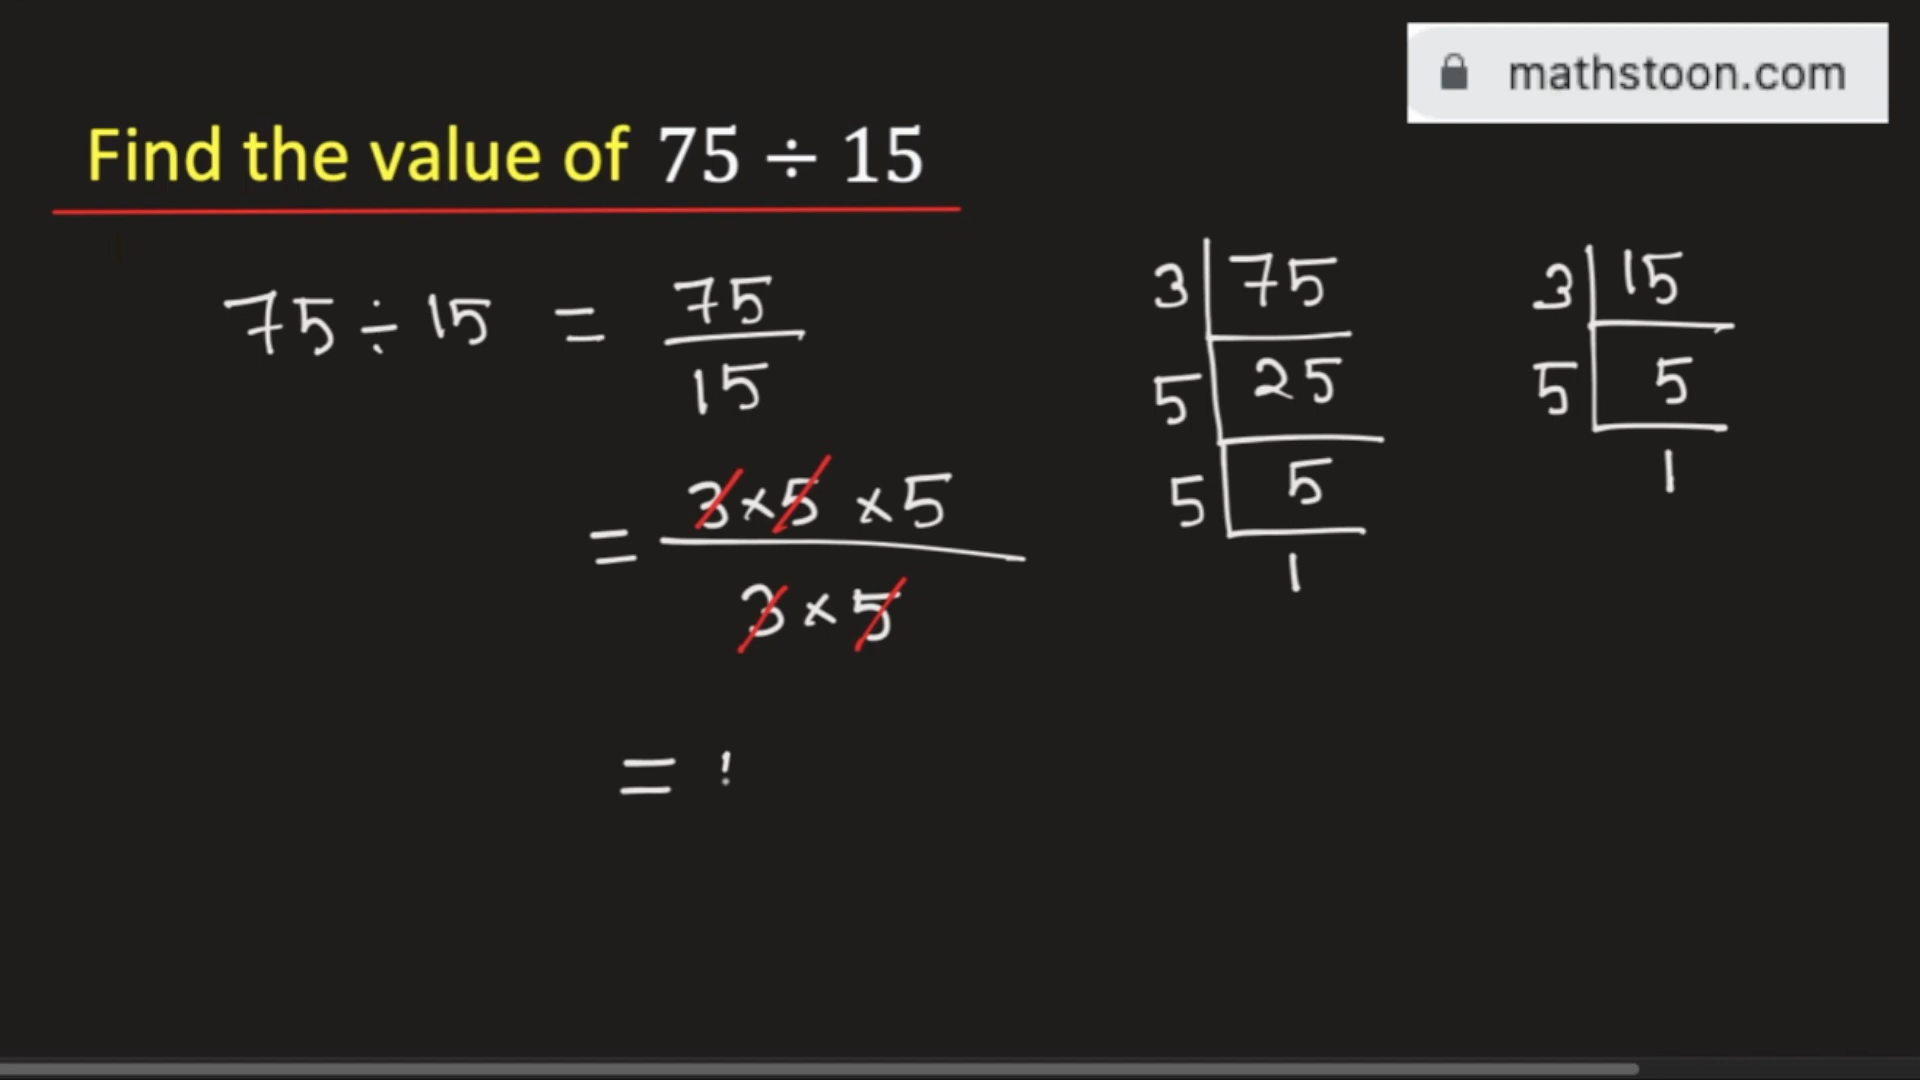 mathstoon.com
Find the value of 75 ÷ 15
75 ÷ 15 = 75
15
= 3 × 5 × 5
3 × 5
=
3 75
5 25
5 5
1
3 15
5 5
1